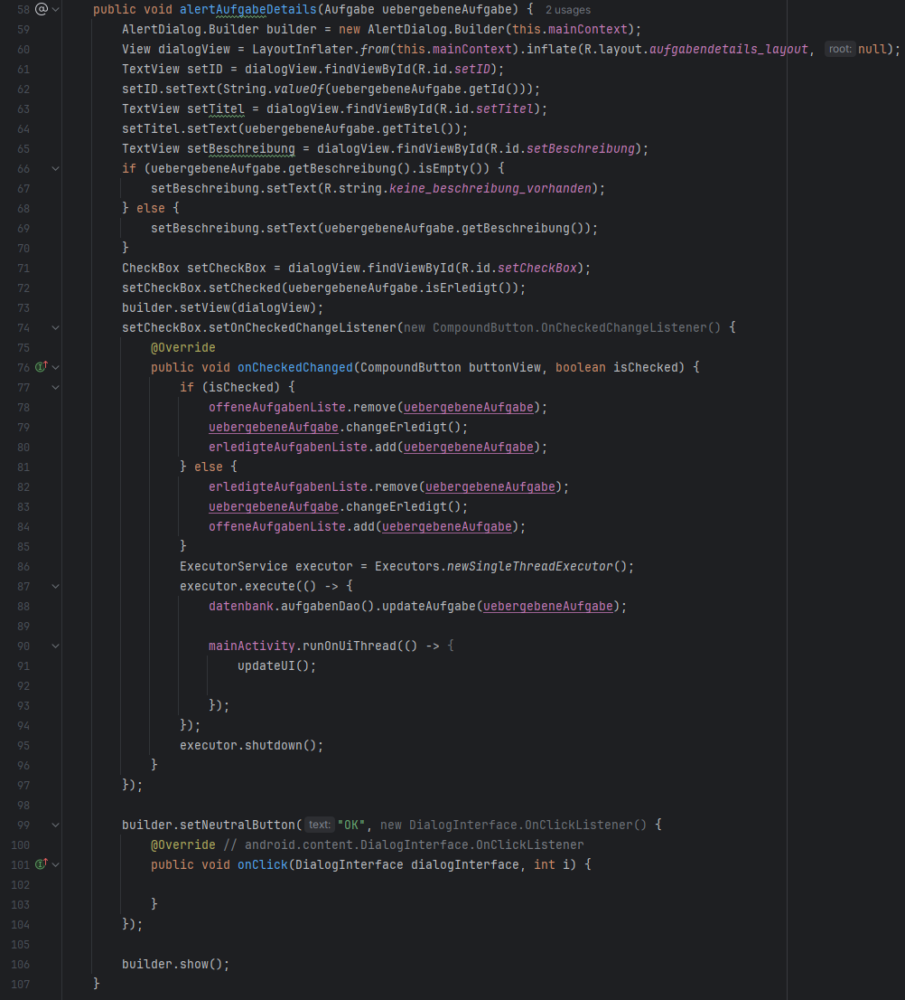 58 @ public void alertAufgabeDetails(Aufgabe uebergebeneAufgabe) { 2 usages
59 AlertDialog.Builder builder = new AlertDialog.Builder(this.mainContext);
60 View dialogView = LayoutInflater.from(this.mainContext).inflate(R.layout.aufgabendetails_layout, root: null);
61 TextView setID = dialogView.findViewById(R.id.setID);
62 setID.setText(String.valueOf(uebergebeneAufgabe.getId()));
63 TextView setTitel = dialogView.findViewById(R.id.setTitel);
64 setTitel.setText(uebergebeneAufgabe.getTitel());
65 TextView setBeschreibung = dialogView.findViewById(R.id.setBeschreibung);
66 if (uebergebeneAufgabe.getBeschreibung().isEmpty()) {
67 setBeschreibung.setText(R.string.keine_beschreibung_vorhanden);
68 } else {
69 setBeschreibung.setText(uebergebeneAufgabe.getBeschreibung());
70 }
71 CheckBox setCheckBox = dialogView.findViewById(R.id.setCheckBox);
72 setCheckBox.setChecked(uebergebeneAufgabe.isErledigt());
73 builder.setView(dialogView);
74 setCheckBox.setOnCheckedChangeListener(new CompoundButton.OnCheckedChangeListener() {
75 @Override
76 public void onCheckedChanged(CompoundButton buttonView, boolean isChecked) {
77 if (isChecked) {
78 offeneAufgabenListe.remove(uebergebeneAufgabe);
79 uebergebeneAufgabe.changeErledigt();
80 erledigteAufgabenListe.add(uebergebeneAufgabe);
81 } else {
82 erledigteAufgabenListe.remove(uebergebeneAufgabe);
83 uebergebeneAufgabe.changeErledigt();
84 offeneAufgabenListe.add(uebergebeneAufgabe);
85 }
86 ExecutorService executor = Executors.newSingleThreadExecutor();
87 executor.execute(() -> {
88 datenbank.aufgabenDao().updateAufgabe(uebergebeneAufgabe);
89
90 mainActivity.runOnUiThread(() -> {
91 updateUI();
92
93 });
94 });
95 executor.shutdown();
96 }
97 });
98
99 builder.setNeutralButton( text: "OK", new DialogInterface.OnClickListener() {
100 @Override // android.content.DialogInterface.OnClickListener
101 public void onClick(DialogInterface dialogInterface, int i) {
102
103 }
104 });
105
106 builder.show();
107 }